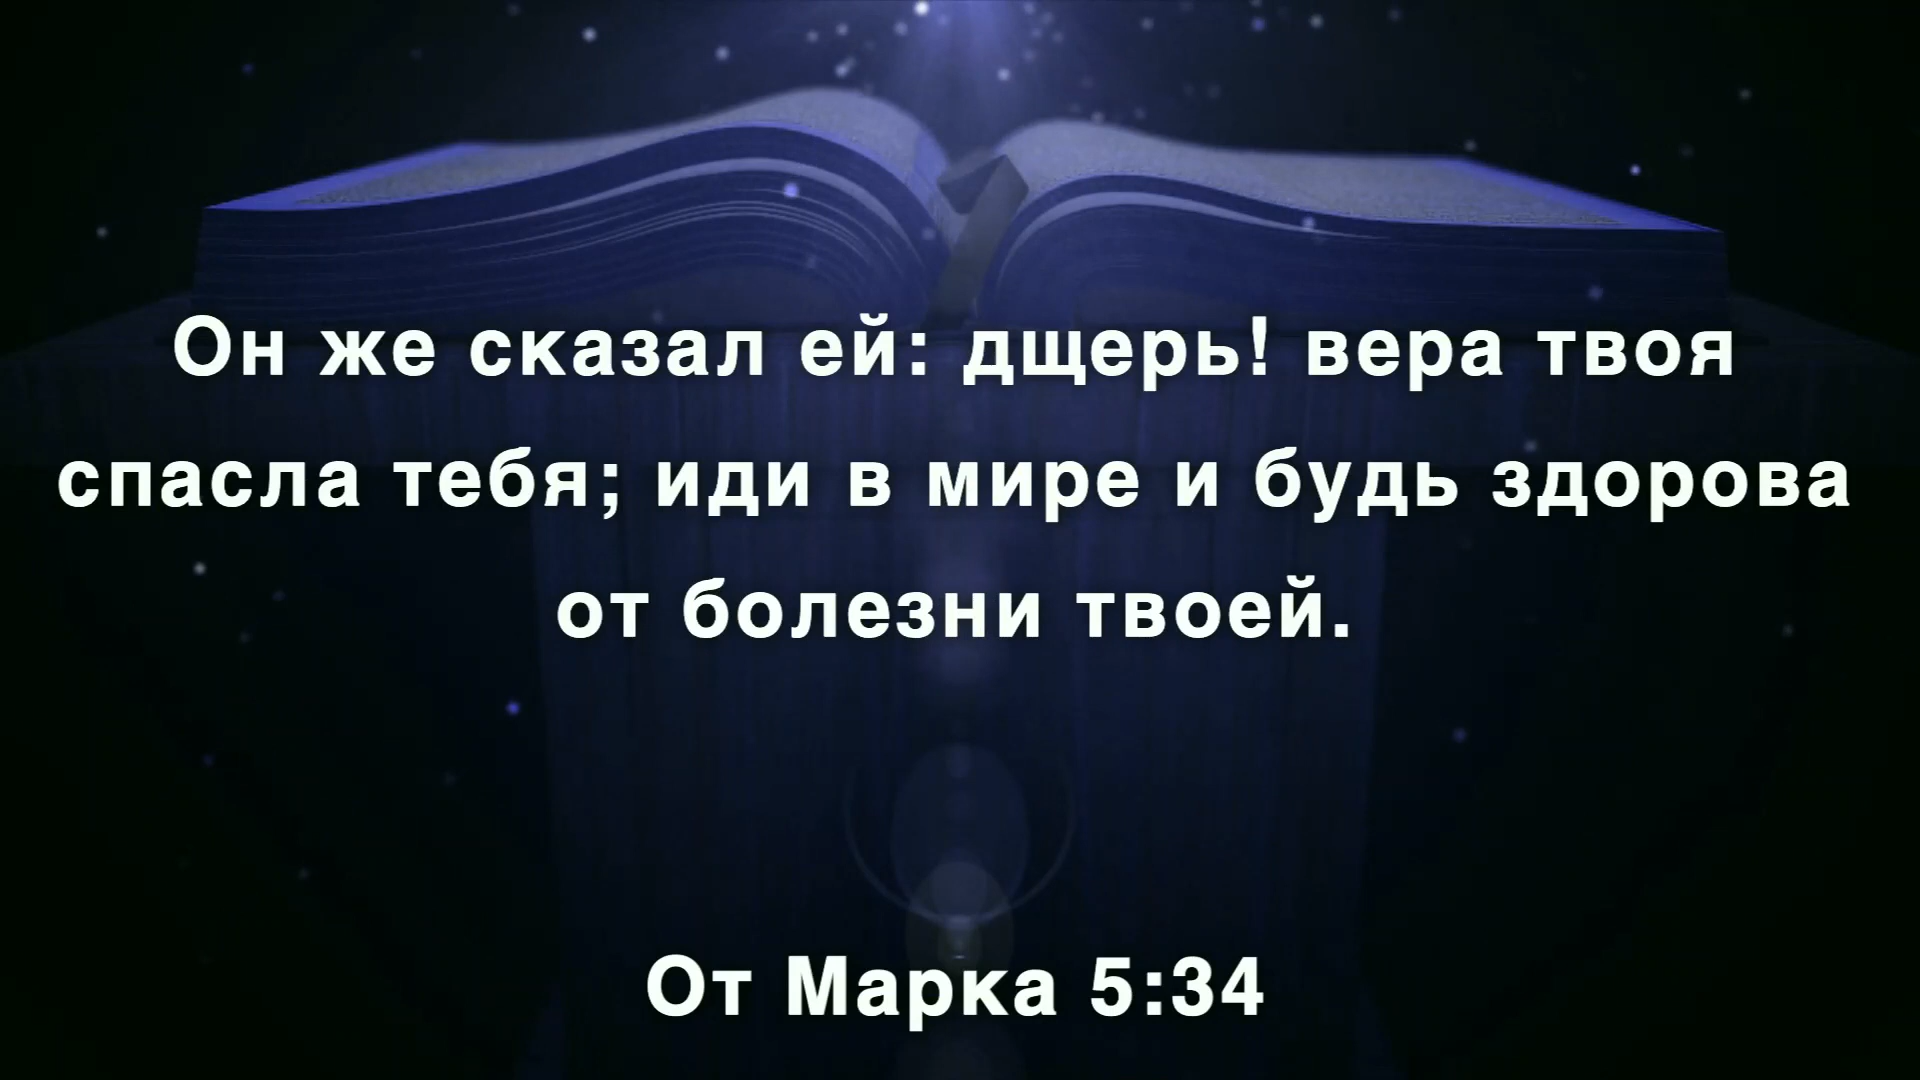 Он же сказал ей: дщерь! вера твоя
спасла тебя; иди в мире и будь здорова
от болезни твоей.
От Марка 5:34